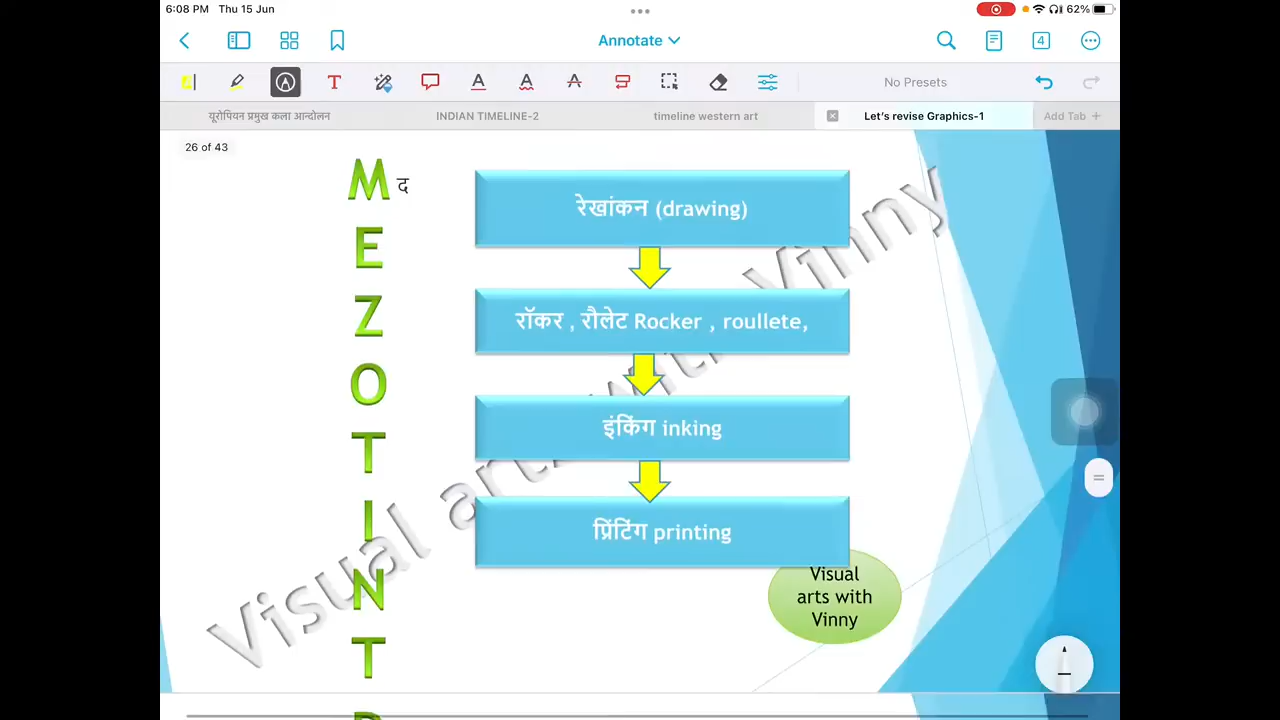 6:08 PM Thu 15 Jun
62%
Annotate
4
T
A
A
A
No Presets
यूरोपियन प्रमुख कला आन्दोलन
INDIAN TIMELINE-2
timeline western art
Let's revise Graphics-1
Add Tab +
26 of 43
M द
E
Z
O
T
I
N
T
रेखांकन (drawing)
रॉकर , रौलेट Rocker , roullete,
इंकिंग inking
प्रिंटिंग printing
Visual arts with Vinny
Visual
arts with
Vinny